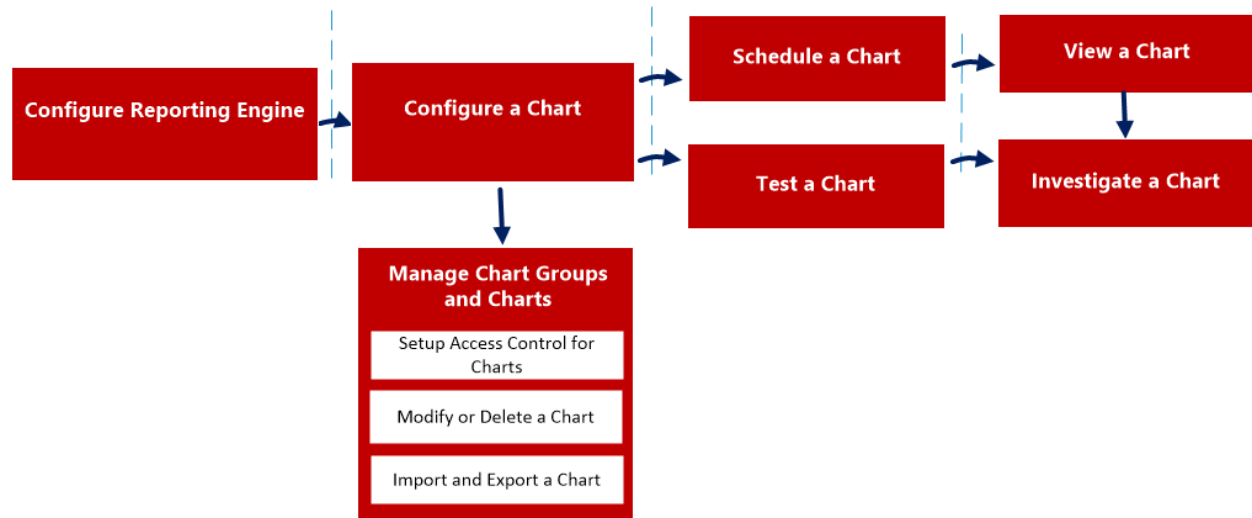 Configure Reporting Engine
Configure a Chart
Schedule a Chart
Test a Chart
View a Chart
Investigate a Chart
Manage Chart Groups
and Charts
Setup Access Control for
Charts
Modify or Delete a Chart
Import and Export a Chart